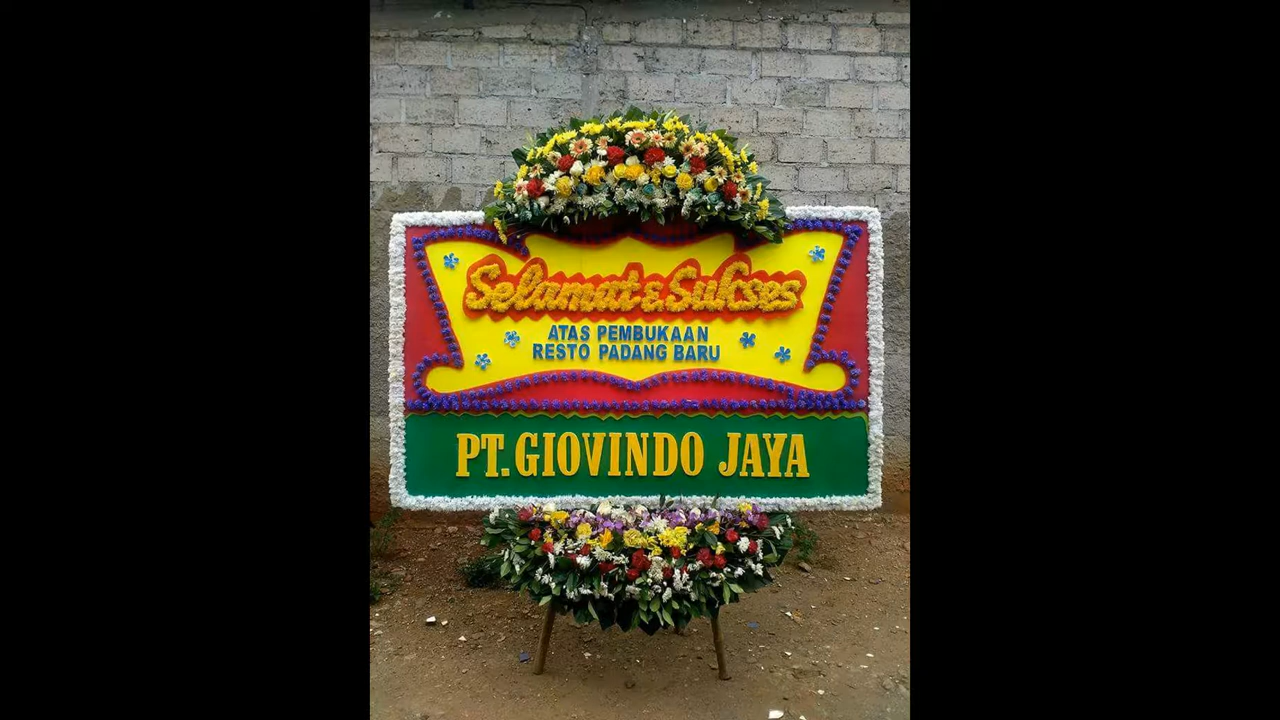 Selamat & Sukses
ATAS PEMBUKAAN
RESTO PADANG BARU
PT. GIOVINDO JAYA